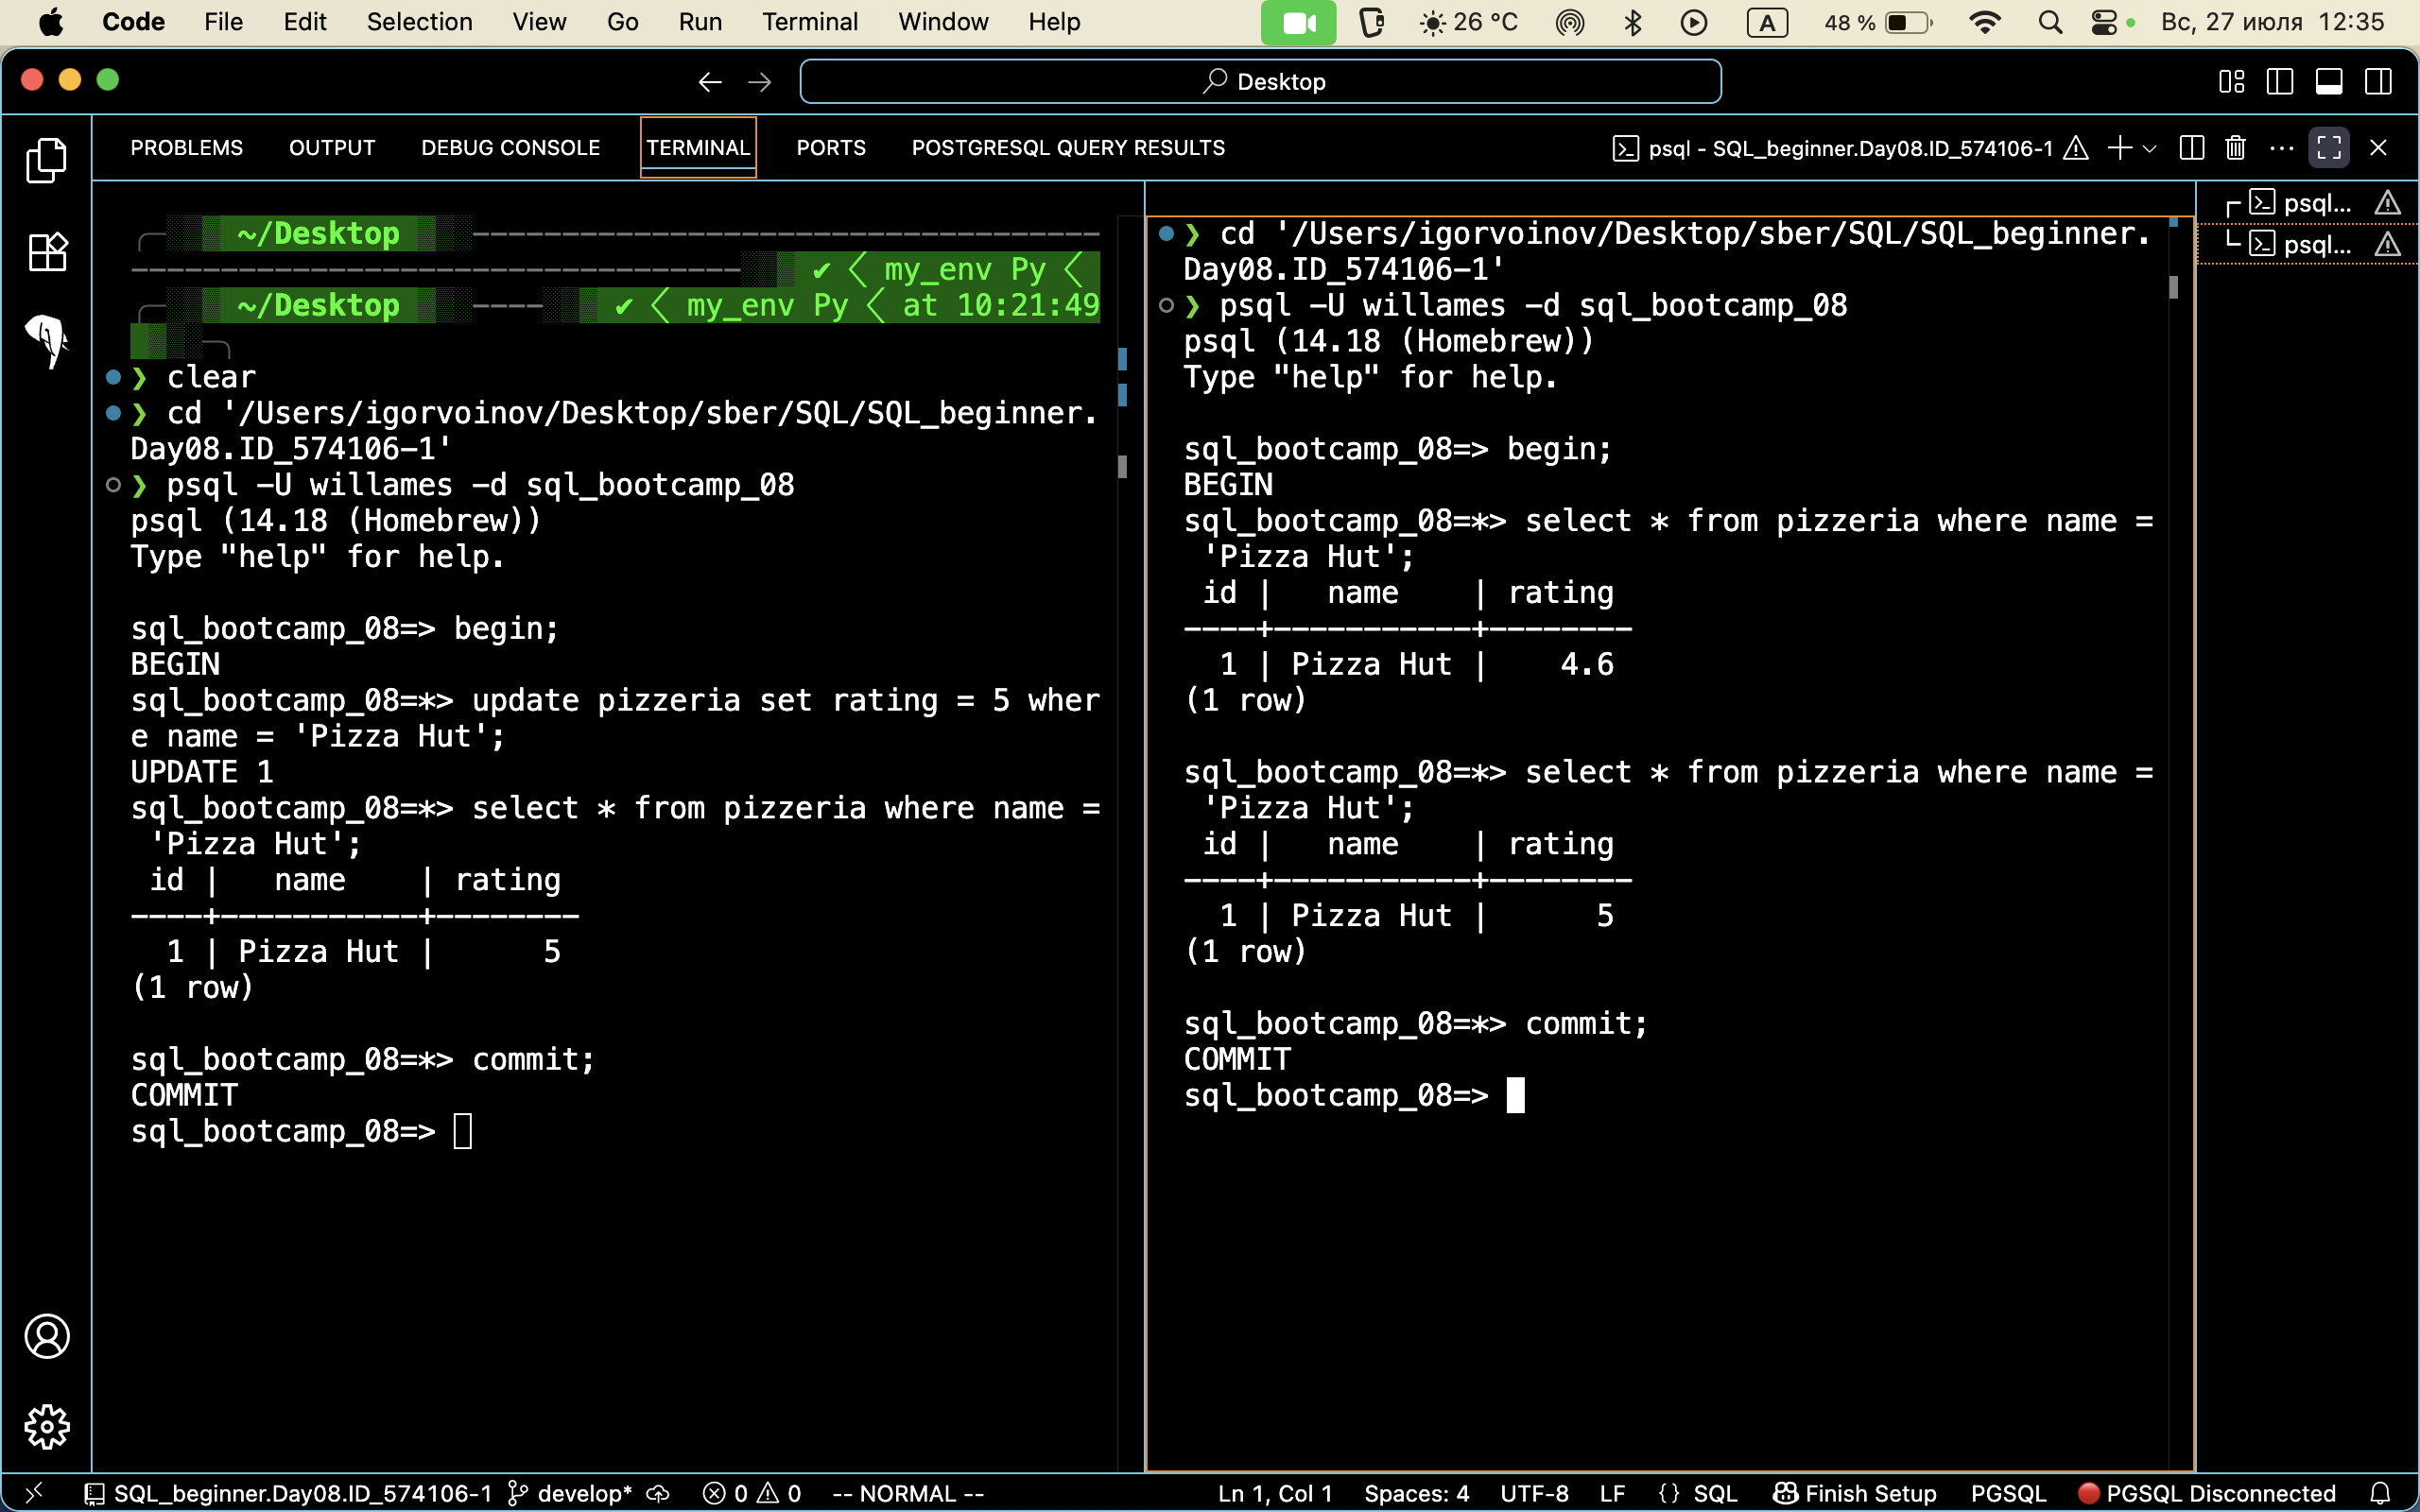 Code File Edit Selection View Go Run Terminal Window Help 26 °C A 48 % Вс, 27 июля 12:35
Desktop
PROBLEMS OUTPUT DEBUG CONSOLE TERMINAL PORTS POSTGRESQL QUERY RESULTS psql - SQL_beginner.Day08.ID_574106-1
~/Desktop
✔ my_env Py
~/Desktop ✔ my_env Py at 10:21:49
❯ clear
❯ cd '/Users/igorvoinov/Desktop/sber/SQL/SQL_beginner.
Day08.ID_574106-1'
❯ psql -U willames -d sql_bootcamp_08
psql (14.18 (Homebrew))
Type "help" for help.
sql_bootcamp_08=> begin;
BEGIN
sql_bootcamp_08=*> update pizzeria set rating = 5 wher
e name = 'Pizza Hut';
UPDATE 1
sql_bootcamp_08=*> select * from pizzeria where name =
'Pizza Hut';
id | name | rating
----+-----------+--------
1 | Pizza Hut | 5
(1 row)
sql_bootcamp_08=*> commit;
COMMIT
sql_bootcamp_08=>
❯ cd '/Users/igorvoinov/Desktop/sber/SQL/SQL_beginner.
Day08.ID_574106-1'
❯ psql -U willames -d sql_bootcamp_08
psql (14.18 (Homebrew))
Type "help" for help.
sql_bootcamp_08=> begin;
BEGIN
sql_bootcamp_08=*> select * from pizzeria where name =
'Pizza Hut';
id | name | rating
----+-----------+--------
1 | Pizza Hut | 4.6
(1 row)
sql_bootcamp_08=*> select * from pizzeria where name =
'Pizza Hut';
id | name | rating
----+-----------+--------
1 | Pizza Hut | 5
(1 row)
sql_bootcamp_08=*> commit;
COMMIT
sql_bootcamp_08=>
psql...
psql...
SQL_beginner.Day08.ID_574106-1 develop* 0 0 -- NORMAL -- Ln 1, Col 1 Spaces: 4 UTF-8 LF {} SQL Finish Setup PGSQL PGSQL Disconnected